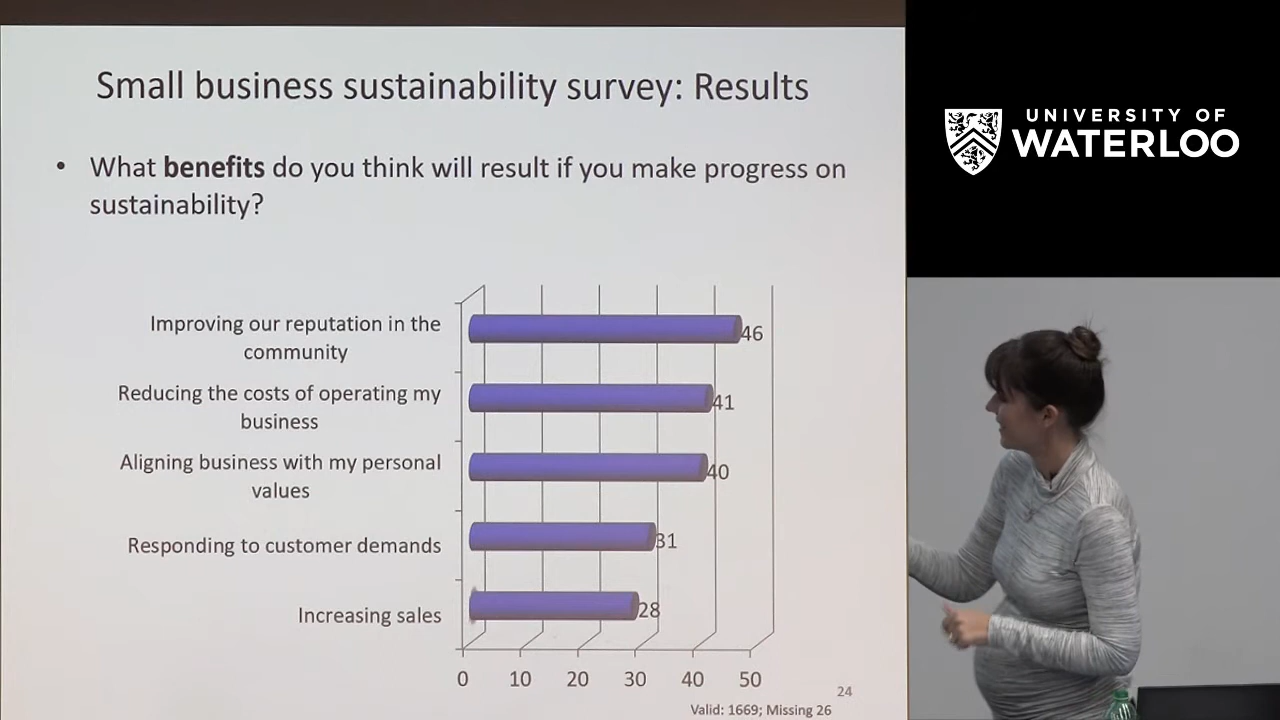 Small business sustainability survey: Results
• What benefits do you think will result if you make progress on
sustainability?
Improving our reputation in the
community
46
Reducing the costs of operating my
business
41
Aligning business with my personal
values
40
Responding to customer demands
31
Increasing sales
28
0 10 20 30 40 50
24
Valid: 1669; Missing 26
UNIVERSITY OF
WATERLOO